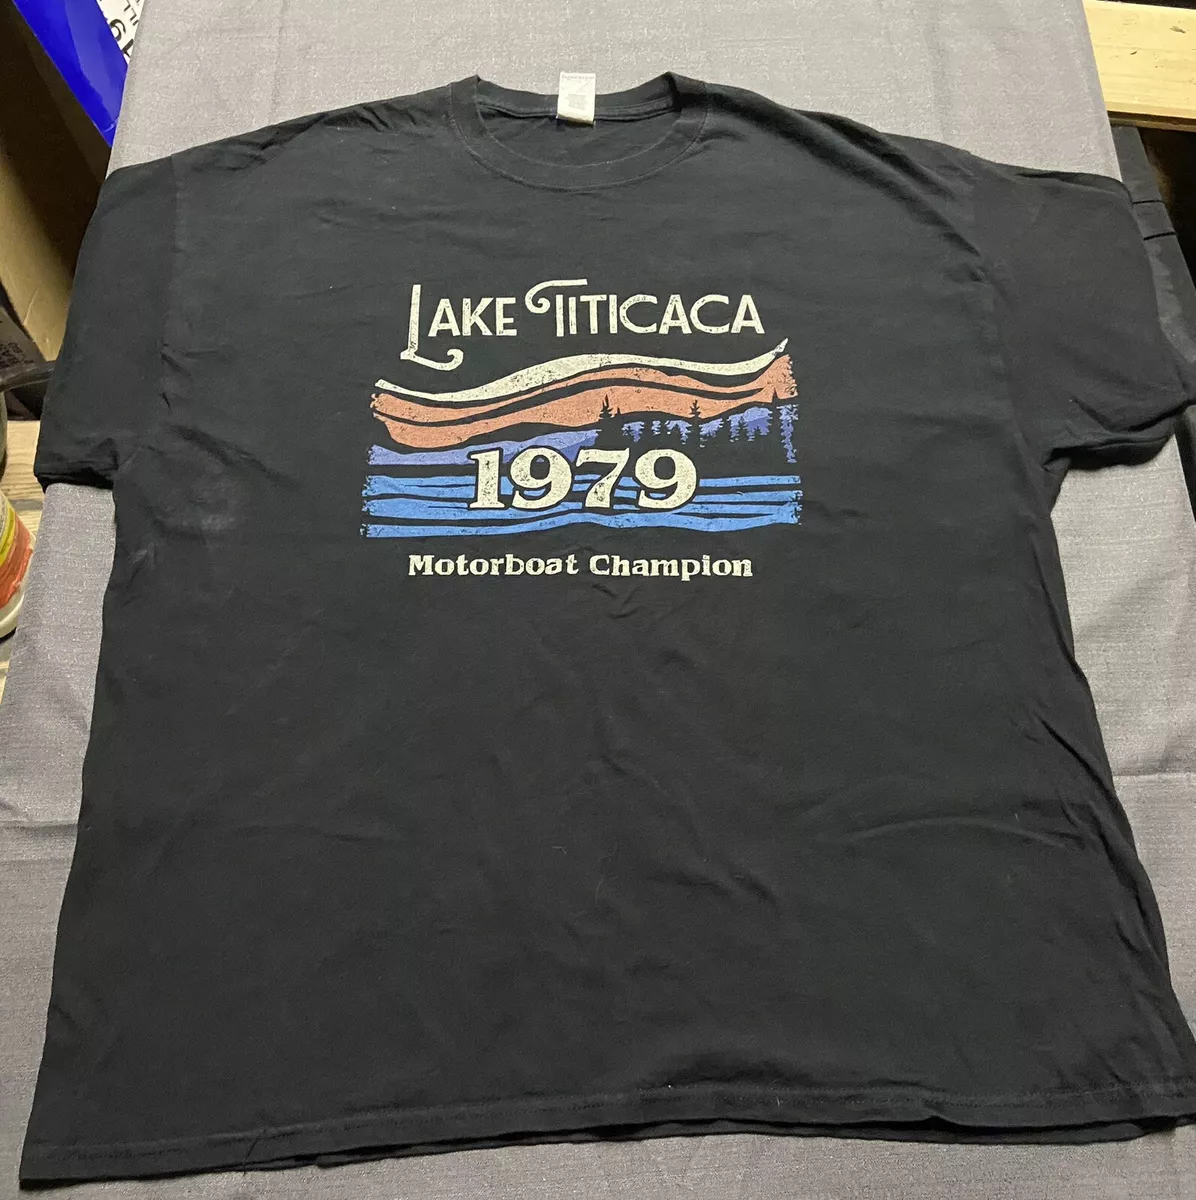 LAKE TITICACA
1979
Motorboat Champion